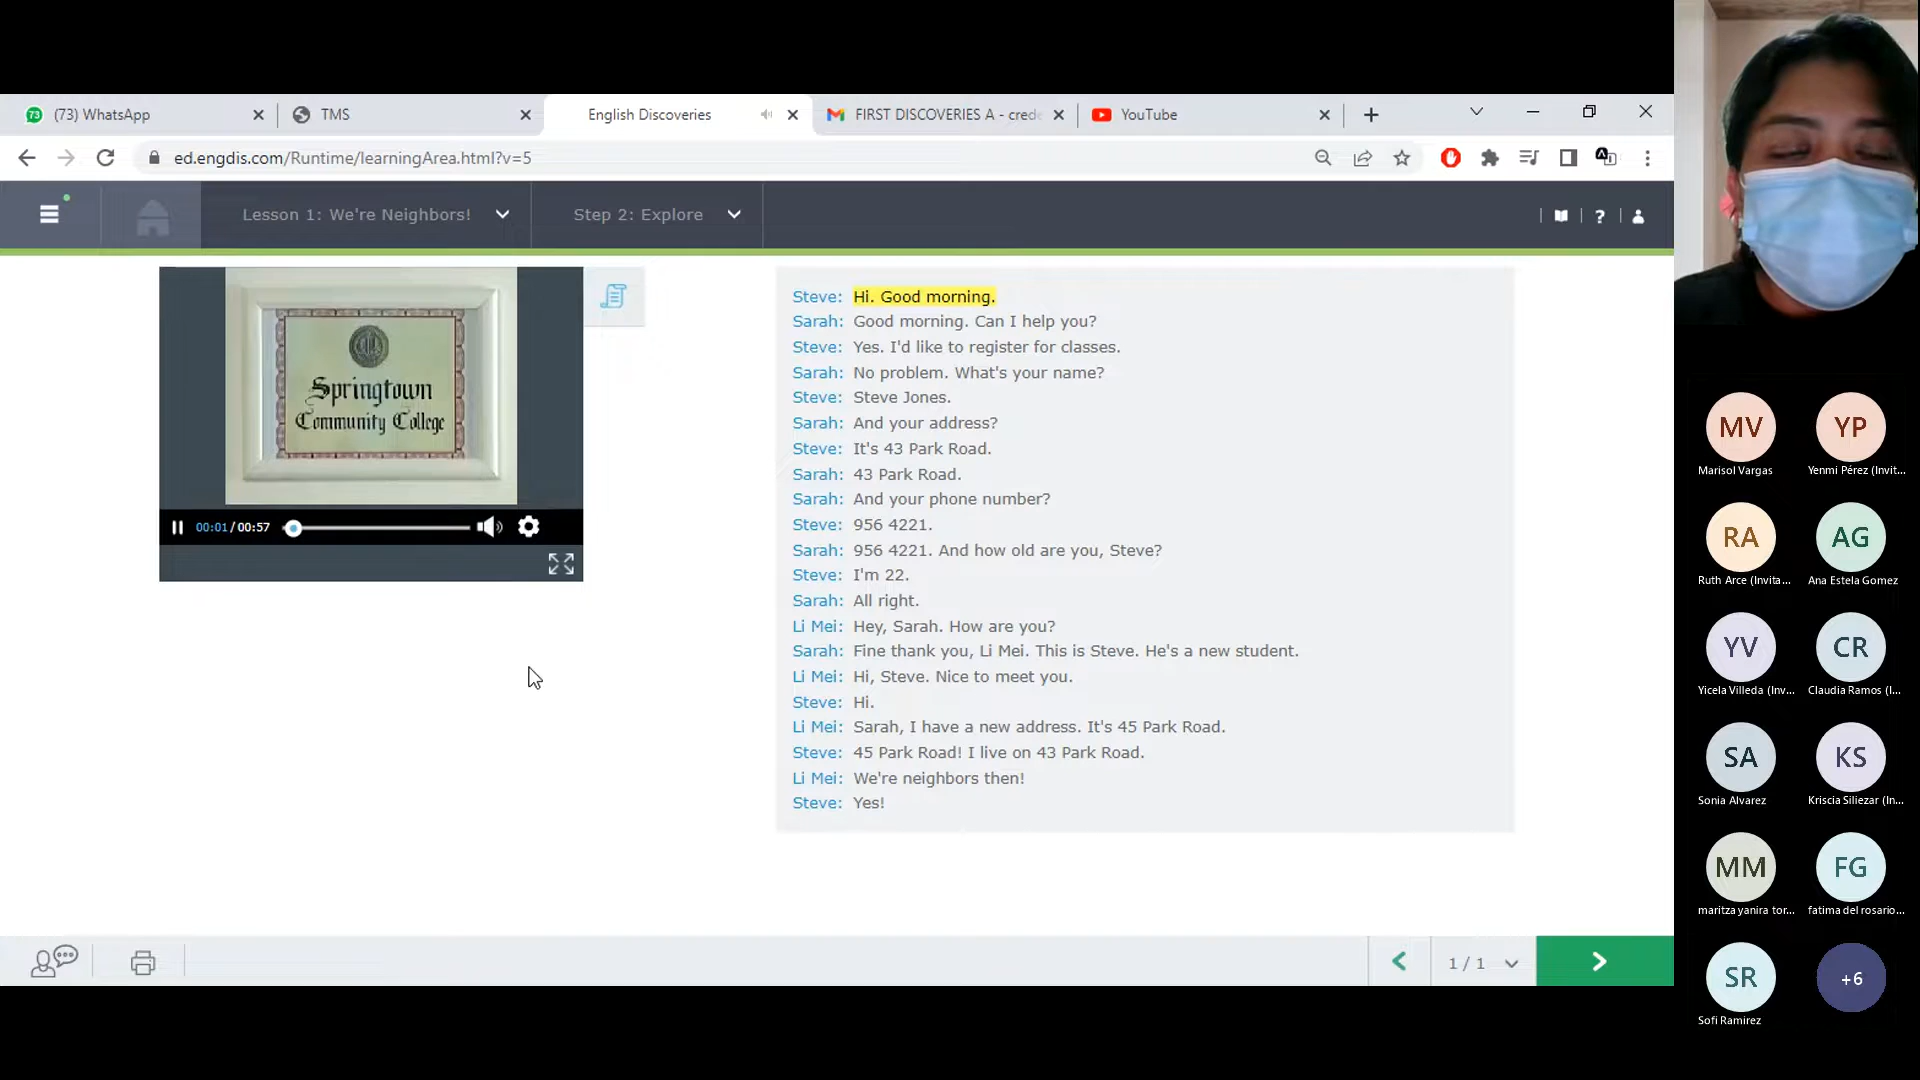 73
(73) WhatsApp
TMS
English Discoveries
FIRST DISCOVERIES A - crede
YouTube
ed.engdis.com/Runtime/learningArea.html?v=5
Lesson 1: We're Neighbors!
Step 2: Explore
?
Springtown
Community College
00:01/00:57
Steve: Hi. Good morning.
Sarah: Good morning. Can I help you?
Steve: Yes. I'd like to register for classes.
Sarah: No problem. What's your name?
Steve: Steve Jones.
Sarah: And your address?
Steve: It's 43 Park Road.
Sarah: 43 Park Road.
Sarah: And your phone number?
Steve: 956 4221.
Sarah: 956 4221. And how old are you, Steve?
Steve: I'm 22.
Sarah: All right.
Li Mei: Hey, Sarah. How are you?
Sarah: Fine thank you, Li Mei. This is Steve. He's a new student.
Li Mei: Hi, Steve. Nice to meet you.
Steve: Hi.
Li Mei: Sarah, I have a new address. It's 45 Park Road.
Steve: 45 Park Road! I live on 43 Park Road.
Li Mei: We're neighbors then!
Steve: Yes!
1 / 1
MV
Marisol Vargas
YP
Yenmi Pérez (Invit...
RA
Ruth Arce (Invita...
AG
Ana Estela Gomez
YV
Yicela Villeda (Inv...
CR
Claudia Ramos (I...
SA
Sonia Alvarez
KS
Kriscia Siliezar (In...
MM
maritza yanira tor...
FG
fatima del rosario...
SR
Sofi Ramirez
+6